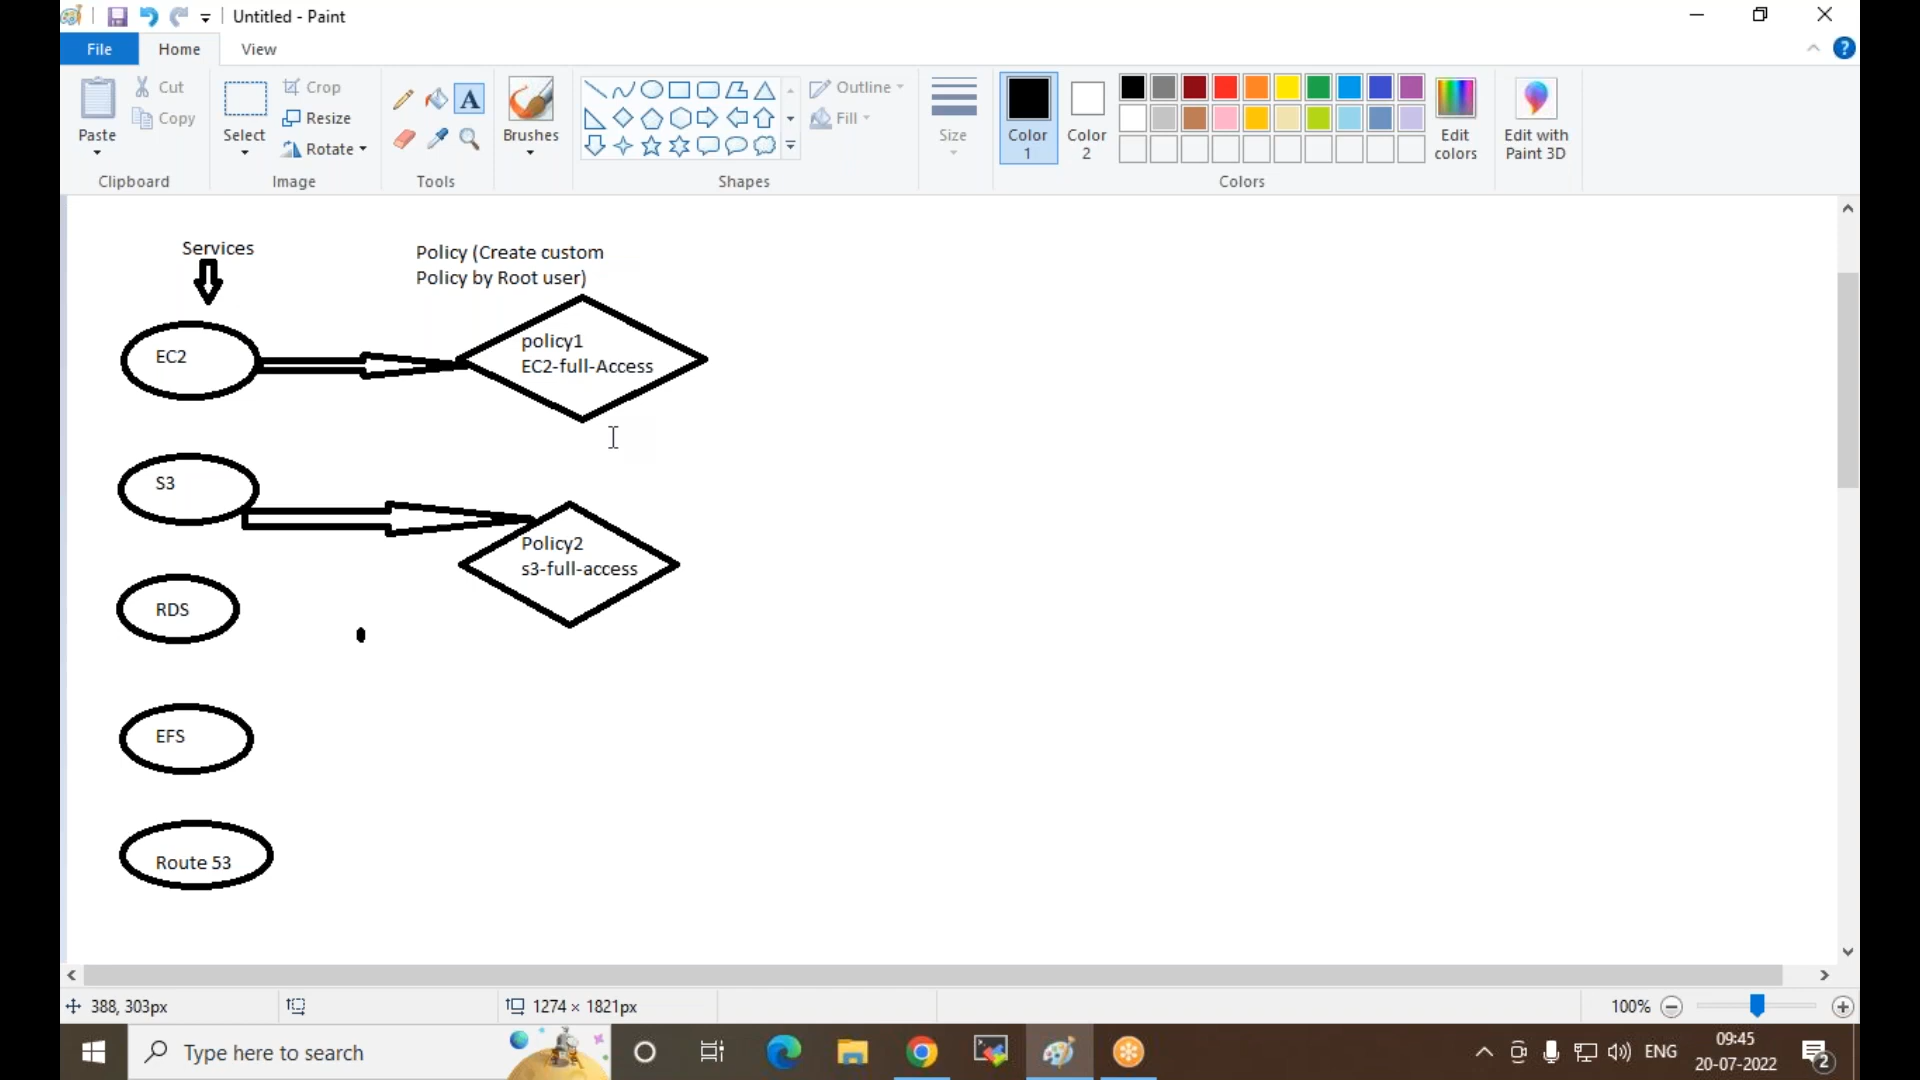 Untitled - Paint
File
Home
View
Paste
Cut
Copy
Clipboard
Select
Crop
Resize
Rotate
Image
A
Tools
Brushes
Outline
Fill
Shapes
Size
Color
1
Color
2
Edit
colors
Edit with
Paint 3D
Colors
Services
Policy (Create custom
Policy by Root user)
EC2
policy1
EC2-full-Access
S3
Policy2
s3-full-access
RDS
EFS
Route 53
388, 303px
1274 × 1821px
100%
Type here to search
ENG
09:45
20-07-2022
2